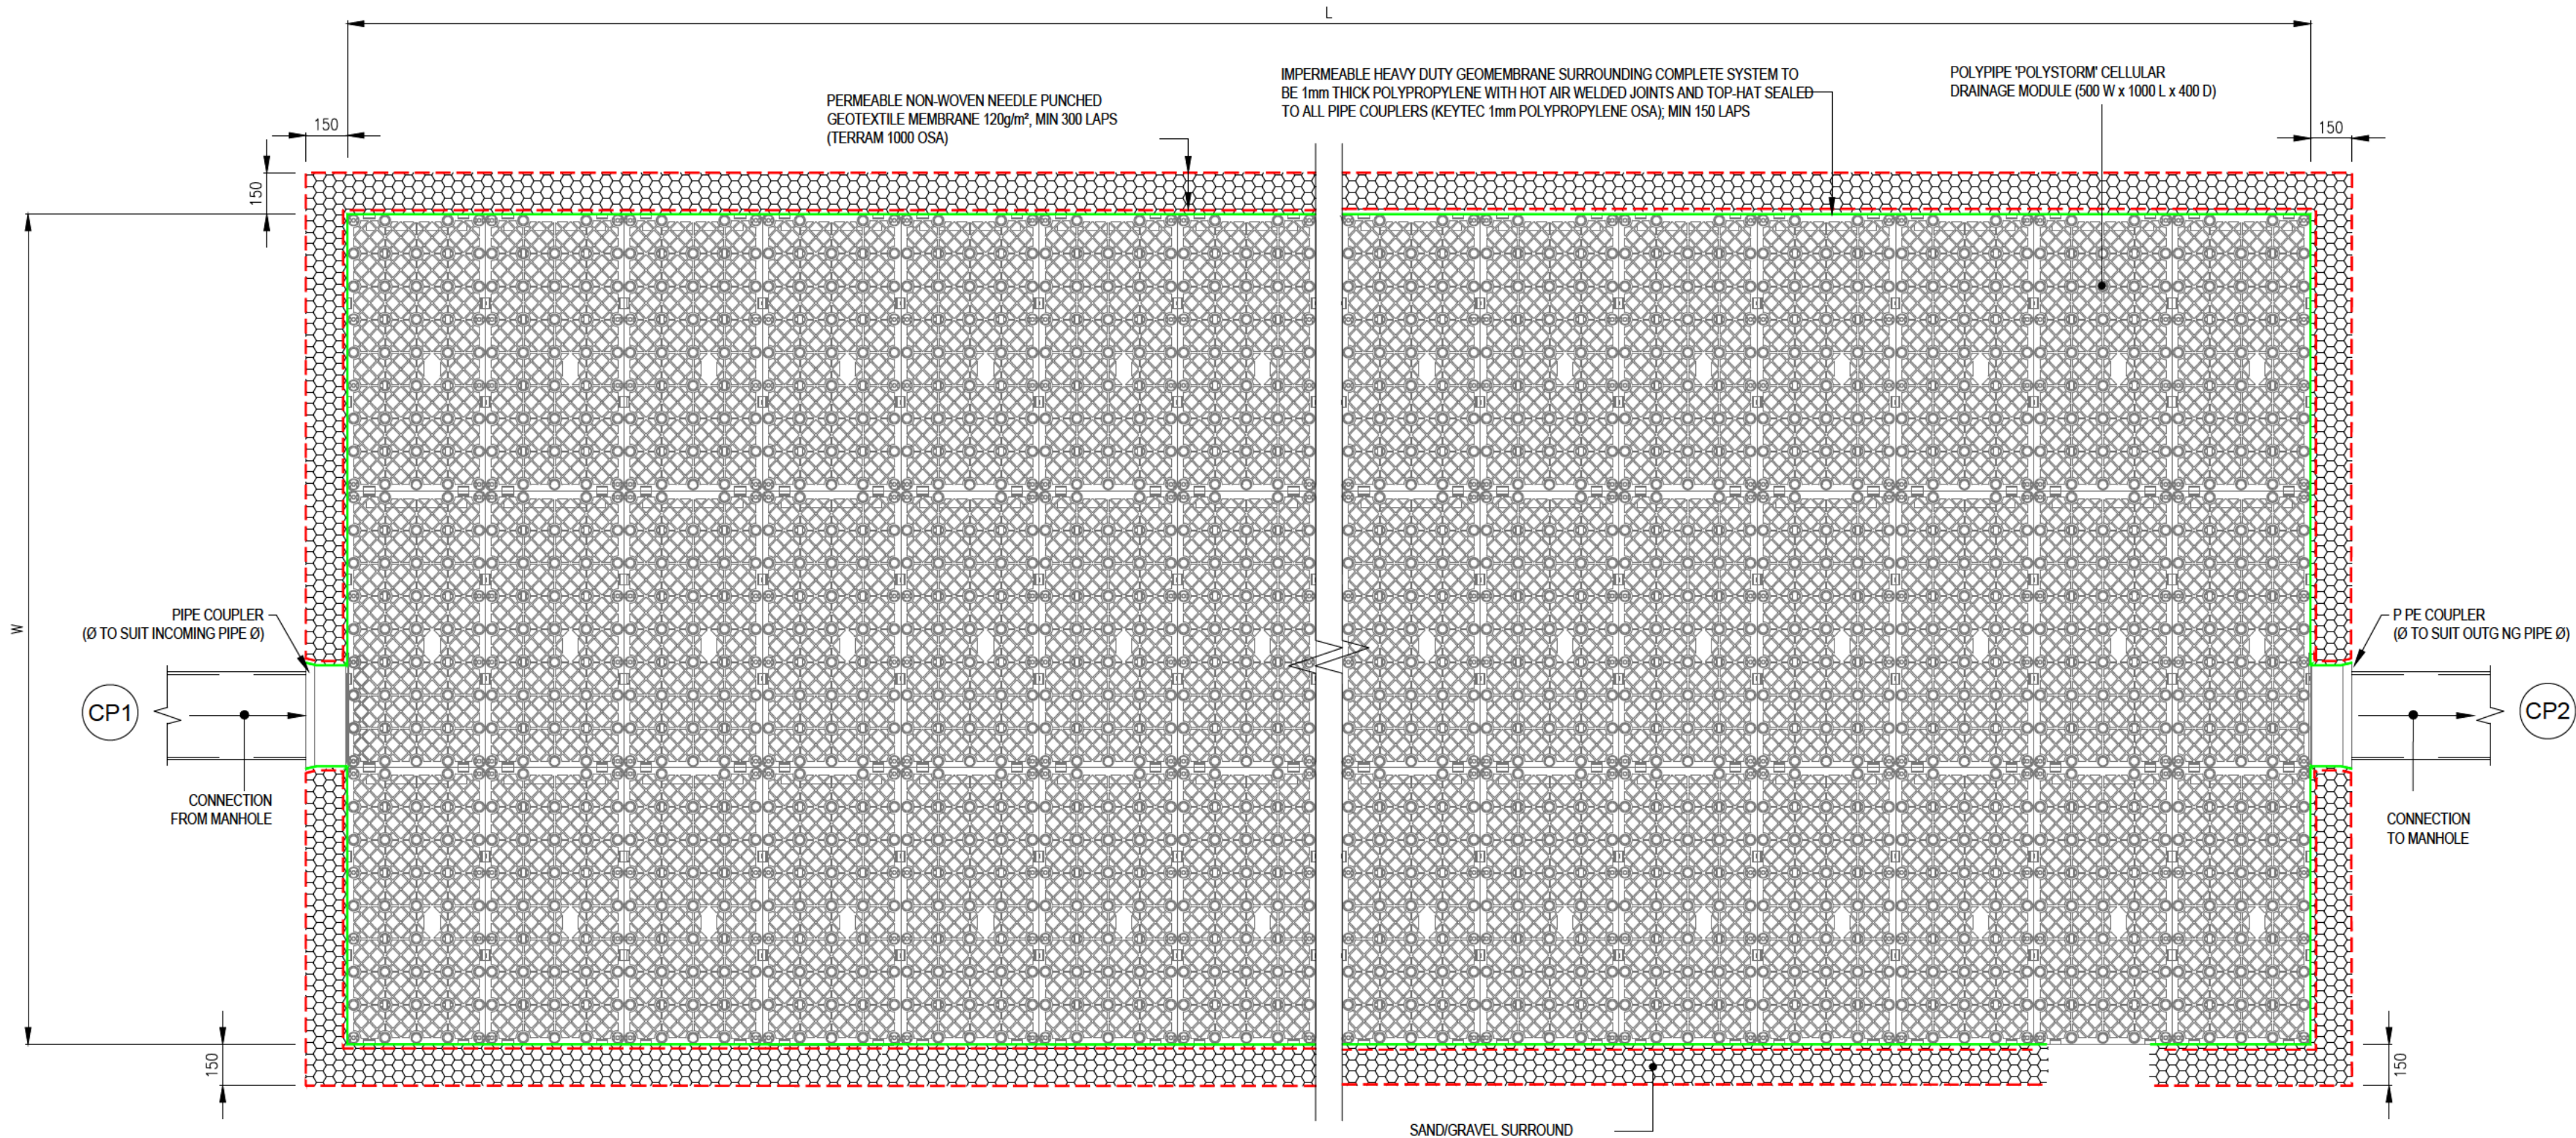 L
IMPERMEABLE HEAVY DUTY GEOMEMBRANE SURROUNDING COMPLETE SYSTEM TO
BE 1mm THICK POLYPROPYLENE WITH HOT AIR WELDED JOINTS AND TOP-HAT SEALED
TO ALL PIPE COUPLERS (KEYTEC 1mm POLYPROPYLENE OSA); MIN 150 LAPS
POLYPIPE 'POLYSTORM' CELLULAR
DRAINAGE MODULE (500 W x 1000 L x 400 D)
PERMEABLE NON-WOVEN NEEDLE PUNCHED
GEOTEXTILE MEMBRANE 120g/m², MIN 300 LAPS
(TERRAM 1000 OSA)
150
150
150
W
PIPE COUPLER
(Ø TO SUIT INCOMING PIPE Ø)
P PE COUPLER
(Ø TO SUIT OUTG NG PIPE Ø)
CP1
CP2
CONNECTION
FROM MANHOLE
CONNECTION
TO MANHOLE
150
150
SAND/GRAVEL SURROUND